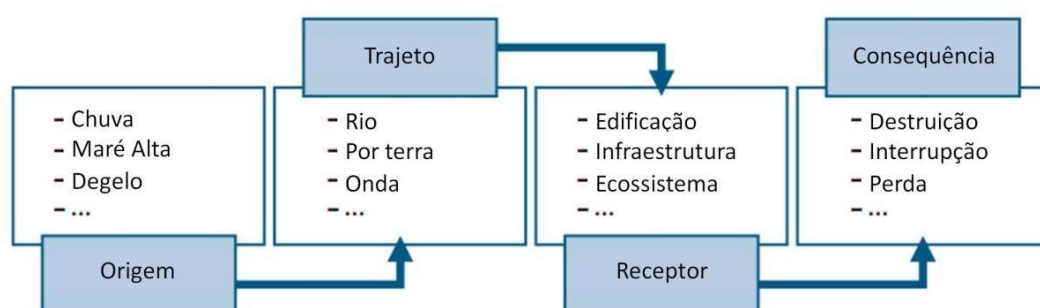 Origem
- Chuva
- Maré Alta
- Degelo
- ...
Trajeto
- Rio
- Por terra
- Onda
- ...
Receptor
- Edificação
- Infraestrutura
- Ecossistema
- ...
Consequência
- Destruição
- Interrupção
- Perda
- ...